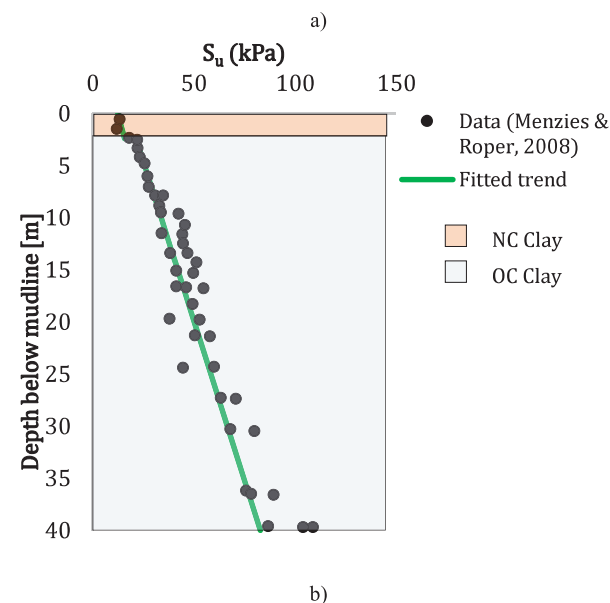 a)
Su (kPa)
0 50 100 150
0
5
10
15
20
25
30
35
40
Depth below mudline [m]
Data (Menzies &
Roper, 2008)
Fitted trend
NC Clay
OC Clay
b)